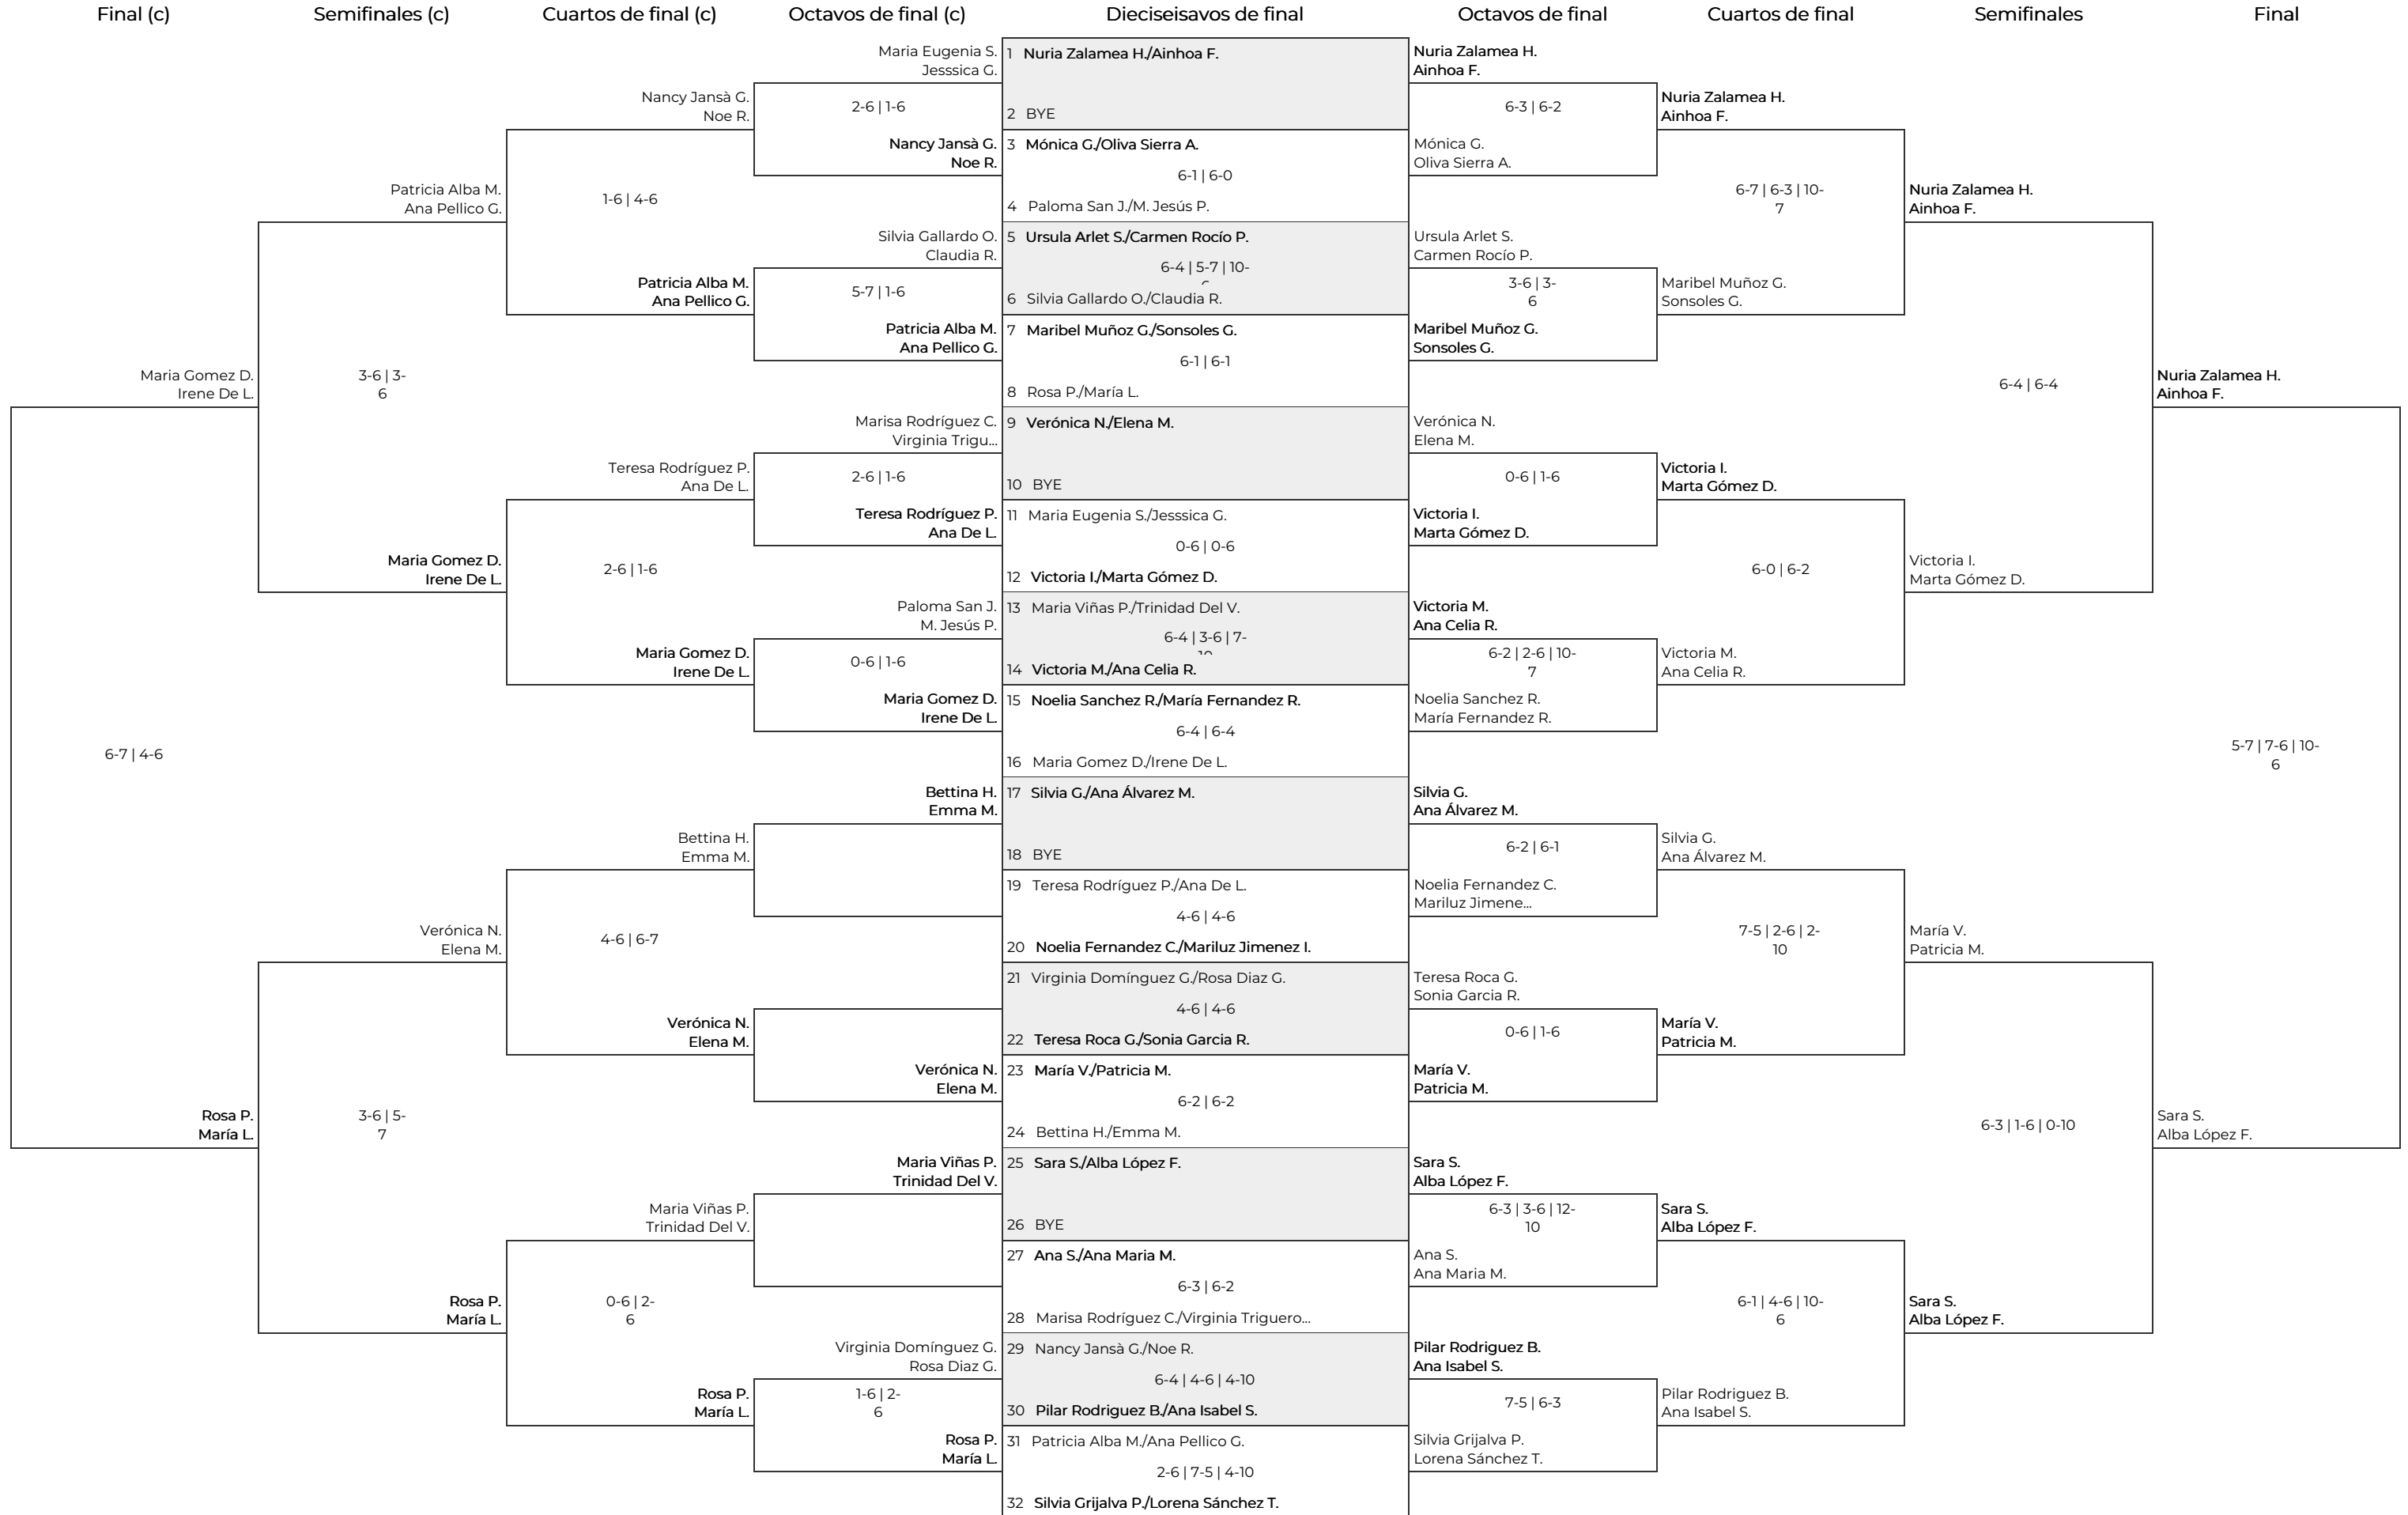 Final (c)
Semifinales (c)
Cuartos de final (c)
Octavos de final (c)
Dieciseisavos de final
Octavos de final
Cuartos de final
Semifinales
Final
Maria Gomez D.
Irene De L.
6-7 | 4-6
Rosa P.
María L.
Patricia Alba M.
Ana Pellico G.
3-6 | 3-
6
Maria Gomez D.
Irene De L.
Verónica N.
Elena M.
3-6 | 5-
7
Rosa P.
María L.
Nancy Jansà G.
Noe R.
1-6 | 4-6
Patricia Alba M.
Ana Pellico G.
Teresa Rodríguez P.
Ana De L.
2-6 | 1-6
Maria Gomez D.
Irene De L.
Bettina H.
Emma M.
4-6 | 6-7
Verónica N.
Elena M.
Maria Viñas P.
Trinidad Del V.
0-6 | 2-
6
Rosa P.
María L.
Maria Eugenia S.
Jesssica G.
2-6 | 1-6
Nancy Jansà G.
Noe R.
Silvia Gallardo O.
Claudia R.
5-7 | 1-6
Patricia Alba M.
Ana Pellico G.
Marisa Rodríguez C.
Virginia Trigu...
2-6 | 1-6
Teresa Rodríguez P.
Ana De L.
Paloma San J.
M. Jesús P.
0-6 | 1-6
Maria Gomez D.
Irene De L.
Bettina H.
Emma M.
Verónica N.
Elena M.
Maria Viñas P.
Trinidad Del V.
Virginia Domínguez G.
Rosa Diaz G.
1-6 | 2-
6
Rosa P.
María L.
1 Nuria Zalamea H./Ainhoa F.
2 BYE
3 Mónica G./Oliva Sierra A.
6-1 | 6-0
4 Paloma San J./M. Jesús P.
5 Ursula Arlet S./Carmen Rocío P.
6-4 | 5-7 | 10-
6 Silvia Gallardo O./Claudia R.
7 Maribel Muñoz G./Sonsoles G.
6-1 | 6-1
8 Rosa P./María L.
9 Verónica N./Elena M.
10 BYE
11 Maria Eugenia S./Jesssica G.
0-6 | 0-6
12 Victoria I./Marta Gómez D.
13 Maria Viñas P./Trinidad Del V.
6-4 | 3-6 | 7-
14 Victoria M./Ana Celia R.
15 Noelia Sanchez R./María Fernandez R.
6-4 | 6-4
16 Maria Gomez D./Irene De L.
17 Silvia G./Ana Álvarez M.
18 BYE
19 Teresa Rodríguez P./Ana De L.
4-6 | 4-6
20 Noelia Fernandez C./Mariluz Jimenez I.
21 Virginia Domínguez G./Rosa Diaz G.
4-6 | 4-6
22 Teresa Roca G./Sonia Garcia R.
23 María V./Patricia M.
6-2 | 6-2
24 Bettina H./Emma M.
25 Sara S./Alba López F.
26 BYE
27 Ana S./Ana Maria M.
6-3 | 6-2
28 Marisa Rodríguez C./Virginia Triguero...
29 Nancy Jansà G./Noe R.
6-4 | 4-6 | 4-10
30 Pilar Rodriguez B./Ana Isabel S.
31 Patricia Alba M./Ana Pellico G.
2-6 | 7-5 | 4-10
32 Silvia Grijalva P./Lorena Sánchez T.
Nuria Zalamea H.
Ainhoa F.
6-3 | 6-2
Mónica G.
Oliva Sierra A.
Ursula Arlet S.
Carmen Rocío P.
3-6 | 3-
6
Maribel Muñoz G.
Sonsoles G.
Verónica N.
Elena M.
0-6 | 1-6
Victoria I.
Marta Gómez D.
Victoria M.
Ana Celia R.
6-2 | 2-6 | 10-
7
Noelia Sanchez R.
María Fernandez R.
Silvia G.
Ana Álvarez M.
6-2 | 6-1
Noelia Fernandez C.
Mariluz Jimene...
Teresa Roca G.
Sonia Garcia R.
0-6 | 1-6
María V.
Patricia M.
Sara S.
Alba López F.
6-3 | 3-6 | 12-
10
Ana S.
Ana Maria M.
Pilar Rodriguez B.
Ana Isabel S.
7-5 | 6-3
Silvia Grijalva P.
Lorena Sánchez T.
Nuria Zalamea H.
Ainhoa F.
6-7 | 6-3 | 10-
7
Maribel Muñoz G.
Sonsoles G.
Victoria I.
Marta Gómez D.
6-0 | 6-2
Victoria M.
Ana Celia R.
Silvia G.
Ana Álvarez M.
7-5 | 2-6 | 2-
10
María V.
Patricia M.
Sara S.
Alba López F.
6-1 | 4-6 | 10-
6
Pilar Rodriguez B.
Ana Isabel S.
Nuria Zalamea H.
Ainhoa F.
6-4 | 6-4
Victoria I.
Marta Gómez D.
María V.
Patricia M.
6-3 | 1-6 | 0-10
Sara S.
Alba López F.
Nuria Zalamea H.
Ainhoa F.
5-7 | 7-6 | 10-
6
Sara S.
Alba López F.